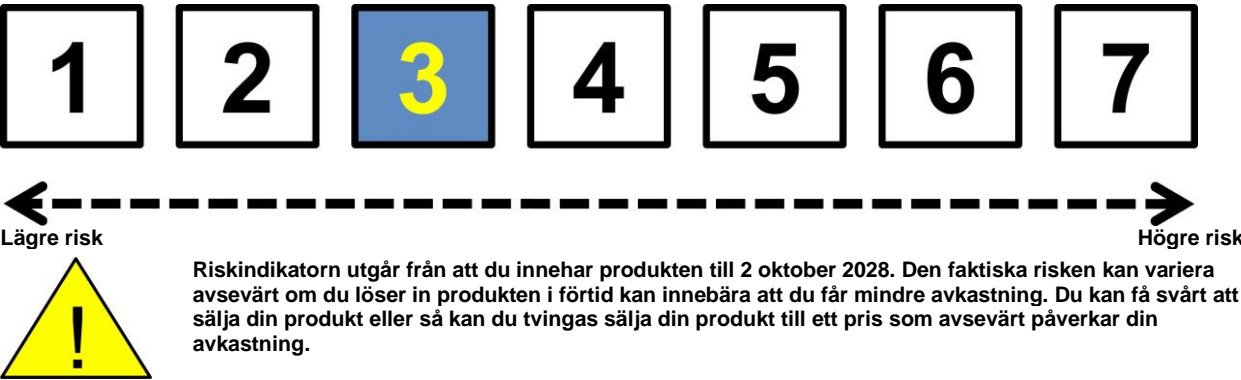 1 2 3 4 5 6 7
Lägre risk Högre risk
!
Riskindikatorn utgår från att du innehar produkten till 2 oktober 2028. Den faktiska risken kan variera
avsevärt om du löser in produkten i förtid kan innebära att du får mindre avkastning. Du kan få svårt att
sälja din produkt eller så kan du tvingas sälja din produkt till ett pris som avsevärt påverkar din
avkastning.